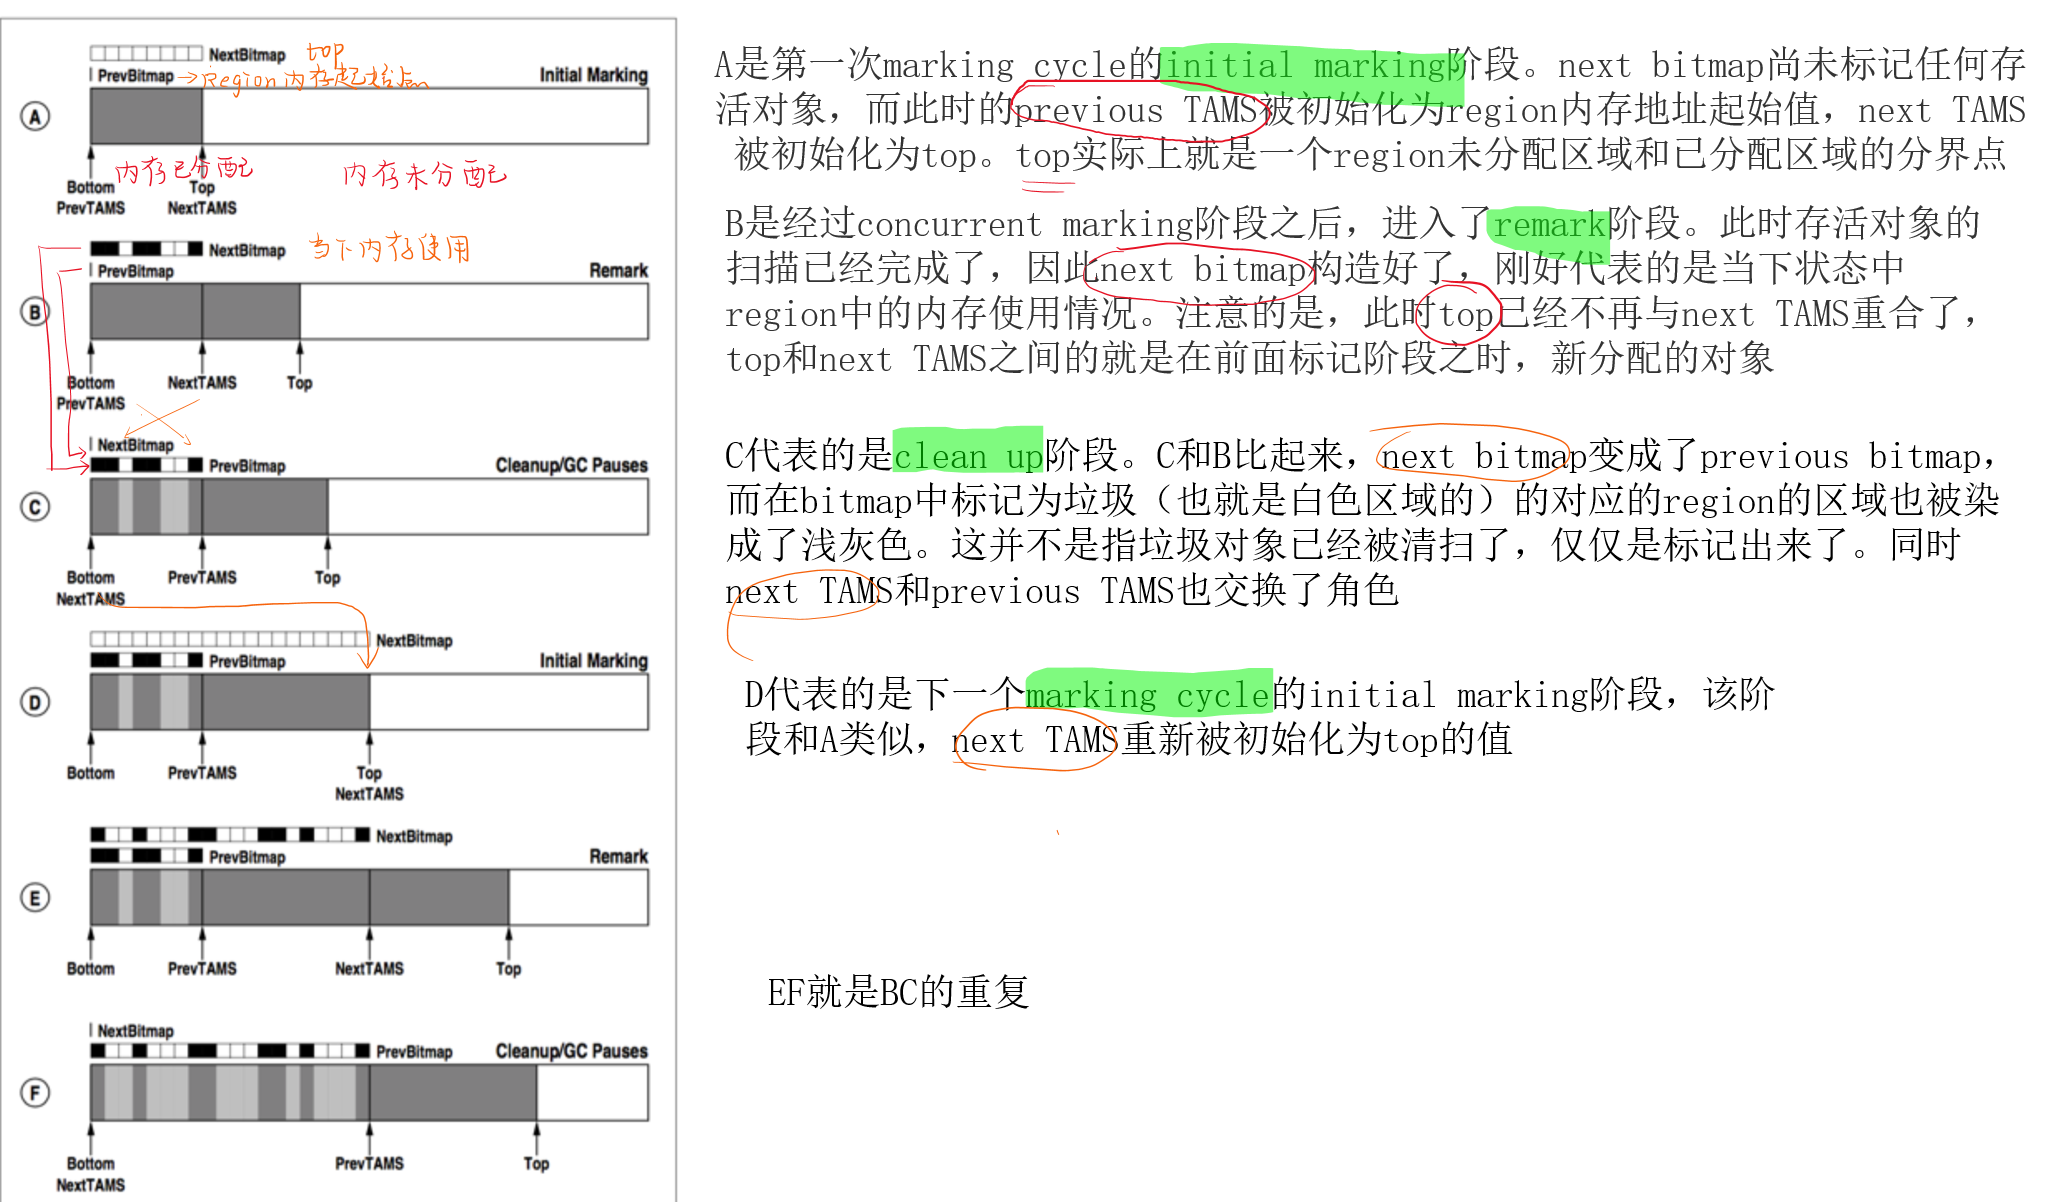 NextBitmap
top
PrevBitmap
→Region内存起始点
Initial Marking
A
内存已分配
内存未分配
Bottom
Top
PrevTAMS
NextTAMS
NextBitmap
当下内存使用
PrevBitmap
Remark
B
Bottom
NextTAMS
Top
PrevTAMS
NextBitmap
PrevBitmap
Cleanup/GC Pauses
C
Bottom
PrevTAMS
Top
NextTAMS
NextBitmap
PrevBitmap
Initial Marking
D
Bottom
PrevTAMS
Top
NextTAMS
NextBitmap
PrevBitmap
Remark
E
Bottom
PrevTAMS
NextTAMS
Top
NextBitmap
PrevBitmap
Cleanup/GC Pauses
F
Bottom
PrevTAMS
Top
NextTAMS
A是第一次marking cycle的initial marking阶段。next bitmap尚未标记任何存
活对象，而此时的previous TAMS被初始化为region内存地址起始值，next TAMS
被初始化为top。top实际上就是一个region未分配区域和已分配区域的分界点
B是经过concurrent marking阶段之后，进入了remark阶段。此时存活对象的
扫描已经完成了，因此next bitmap构造好了，刚好代表的是当下状态中
region中的内存使用情况。注意的是，此时top已经不再与next TAMS重合了，
top和next TAMS之间的就是在前面标记阶段之时，新分配的对象
C代表的是clean up阶段。C和B比起来，next bitmap变成了previous bitmap，
而在bitmap中标记为垃圾（也就是白色区域的）的对应的region的区域也被染
成了浅灰色。这并不是指垃圾对象已经被清扫了，仅仅是标记出来了。同时
next TAMS和previous TAMS也交换了角色
D代表的是下一个marking cycle的initial marking阶段，该阶
段和A类似，next TAMS重新被初始化为top的值
EF就是BC的重复